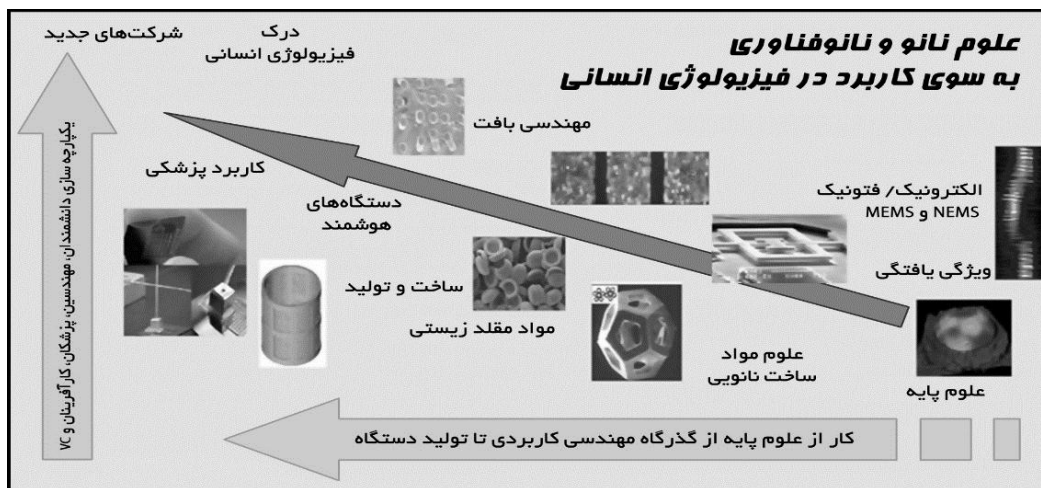 علوم نانو و نانوفناوری
به سوی کاربرد در فیزیولوژی انسانی
درک
فیزیولوژی انسانی
شرکت‌های جدید
مهندسی بافت
الکترونیک/ فتونیک
MEMS و NEMS
ویژگی یافتگی
کاربرد پزشکی
دستگاه‌های
هوشمند
ساخت و تولید
مواد مقلد زیستی
علوم مواد
ساخت نانویی
علوم پایه
کار از علوم پایه از گذرگاه مهندسی کاربردی تا تولید دستگاه
یکپارچه سازی دانشمندان، مهندسین، پزشکان، کارآفرینان و VC